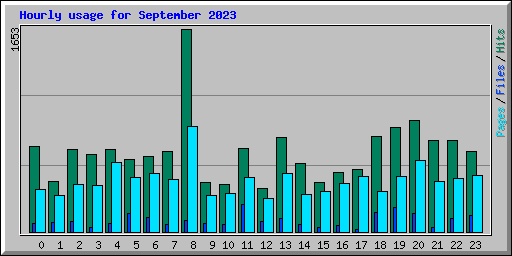 Hourly usage for September 2023
1653
Pages / Files / Hits
0 1 2 3 4 5 6 7 8 9 10 11 12 13 14 15 16 17 18 19 20 21 22 23